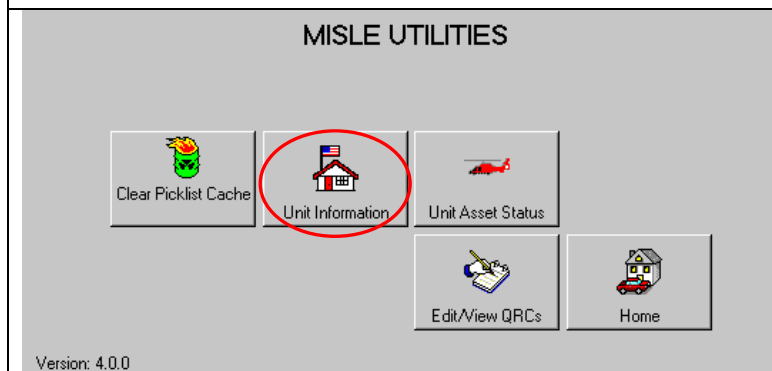 MISLE UTILITIES
Clear Picklist Cache
Unit Information
Unit Asset Status
Edit/View QRCs
Home
Version: 4.0.0